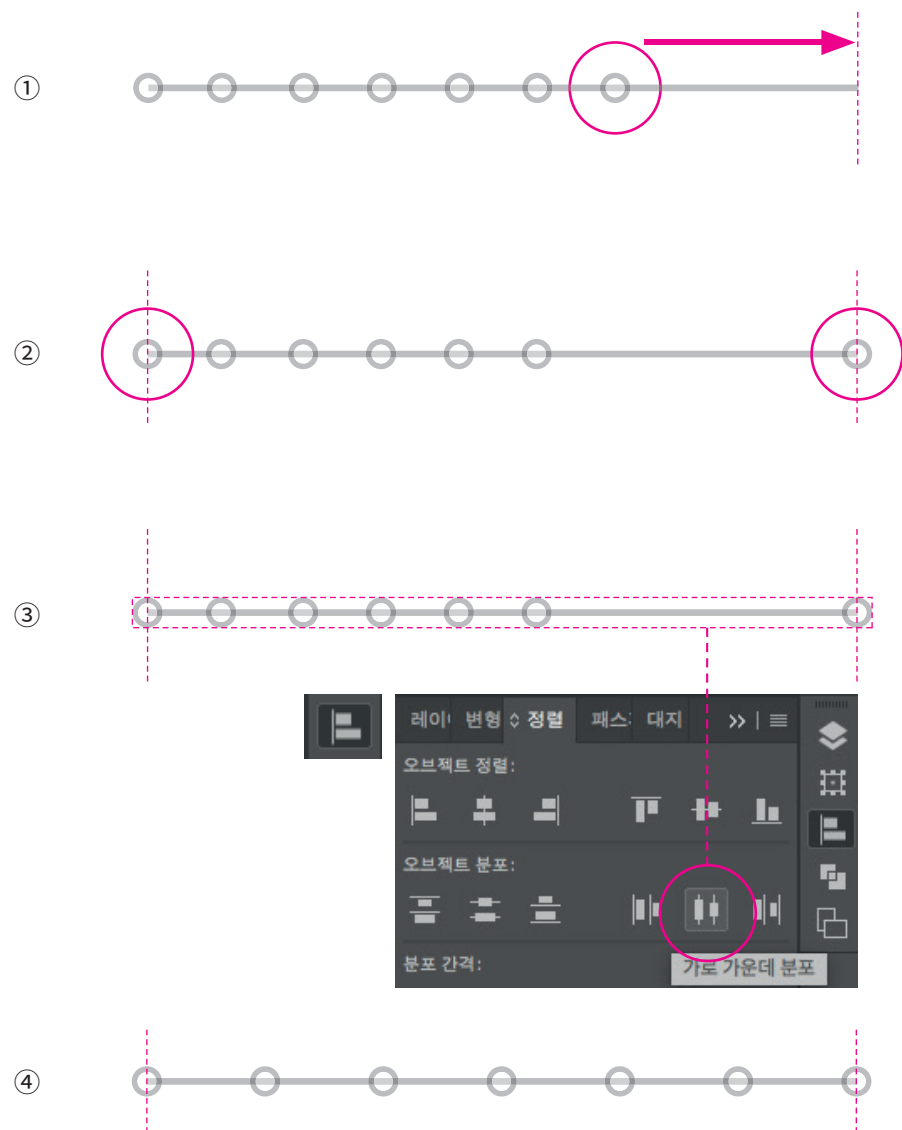 ①
②
③
레이 변형 정렬 패스 대지
오브젝트 정렬:
오브젝트 분포:
분포 간격:
가로 가운데 분포
④